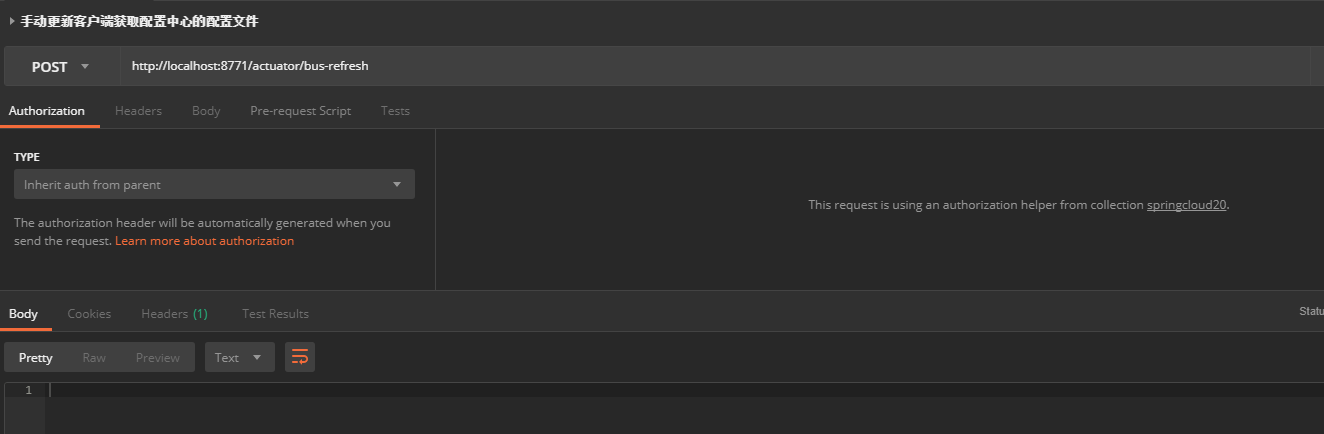 手动更新客户端获取配置中心的配置文件
POST http://localhost:8771/actuator/bus-refresh
Authorization Headers Body Pre-request Script Tests
TYPE
Inherit auth from parent
The authorization header will be automatically generated when you
send the request. Learn more about authorization
This request is using an authorization helper from collection springcloud20.
Body Cookies Headers (1) Test Results Statu
Pretty Raw Preview Text
1